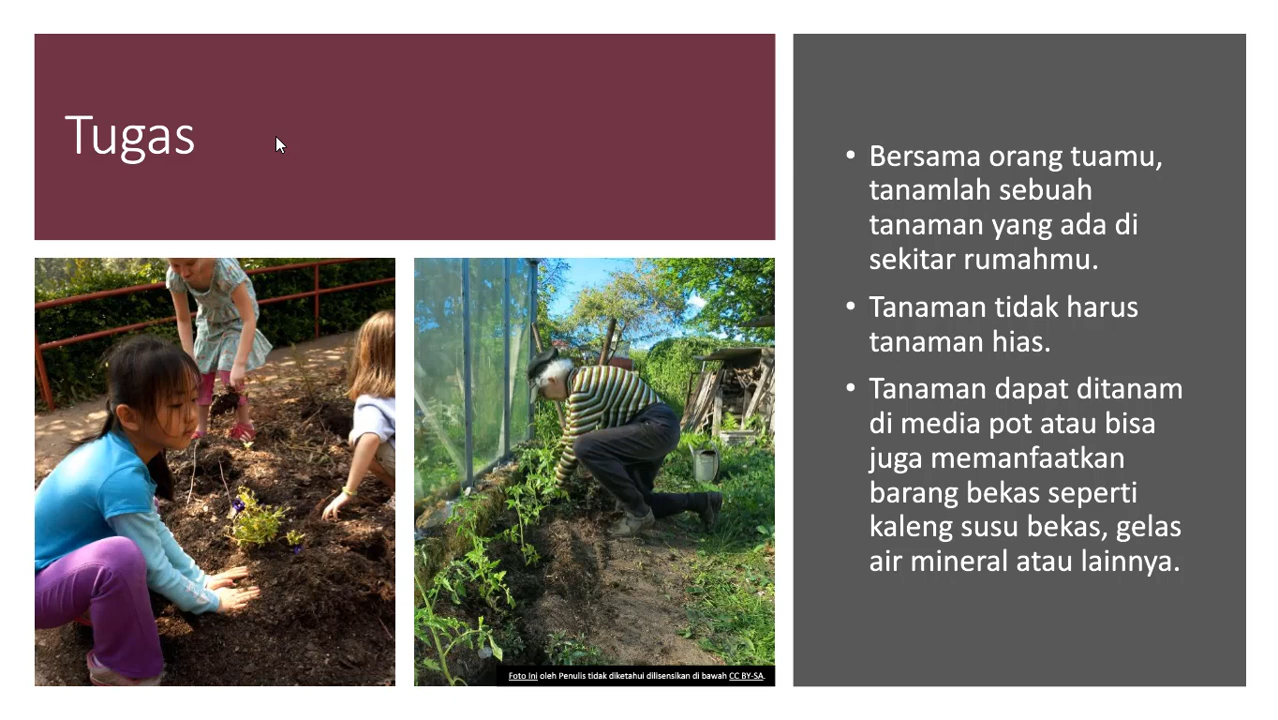 Tugas
• Bersama orang tuamu,
tanamlah sebuah
tanaman yang ada di
sekitar rumahmu.
• Tanaman tidak harus
tanaman hias.
• Tanaman dapat ditanam
di media pot atau bisa
juga memanfaatkan
barang bekas seperti
kaleng susu bekas, gelas
air mineral atau lainnya.
Foto Ini oleh Penulis tidak diketahui dilisensikan di bawah CC BY-SA.